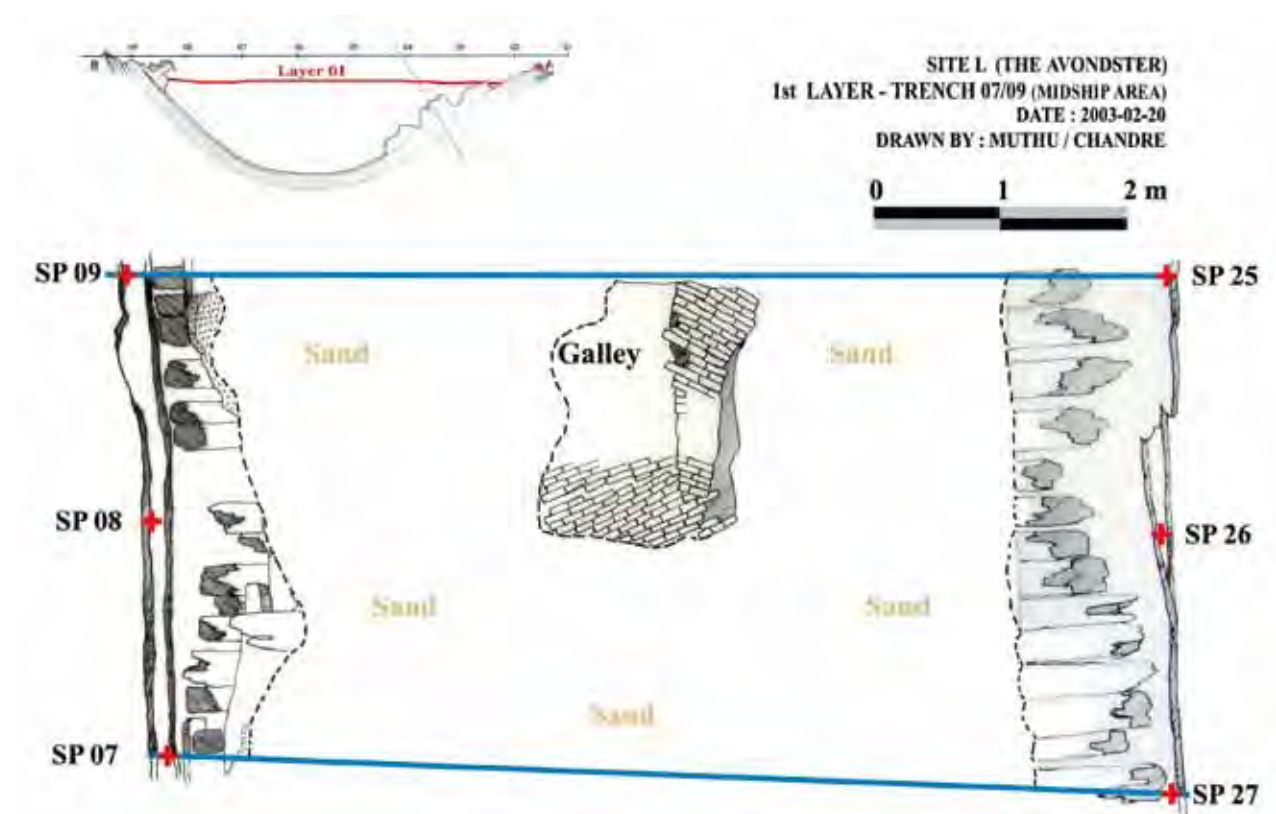 Layer 01
SITE L (THE AVONDSTER)
1st LAYER - TRENCH 07/09 (MIDSHIP AREA)
DATE : 2003-02-20
DRAWN BY : MUTHU / CHANDRE
0 1 2 m
SP 09
SP 25
Sand
Galley
Sand
SP 08
SP 26
Sand
Sand
Sand
SP 07
SP 27